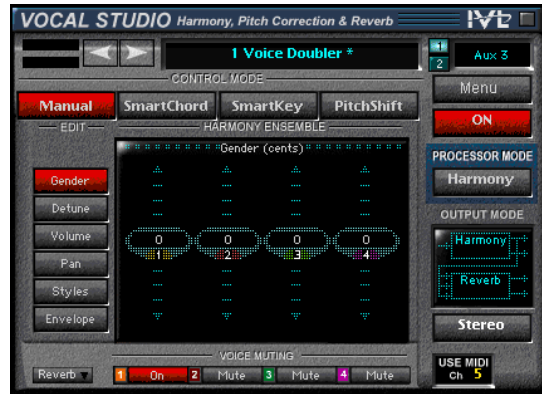 VOCAL STUDIO Harmony, Pitch Correction & Reverb IVL
1 Voice Doubler *
1
2
Aux 3
CONTROL MODE
Menu
Manual SmartChord SmartKey PitchShift
ON
EDIT
HARMONY ENSEMBLE
Gender (cents)
PROCESSOR MODE
Harmony
Gender
Detune
Volume
Pan
Styles
Envelope
0 0 0 0
1 2 3 4
OUTPUT MODE
Harmony
Reverb
Stereo
VOICE MUTING
Reverb 1 On 2 Mute 3 Mute 4 Mute
USE MIDI
Ch 5